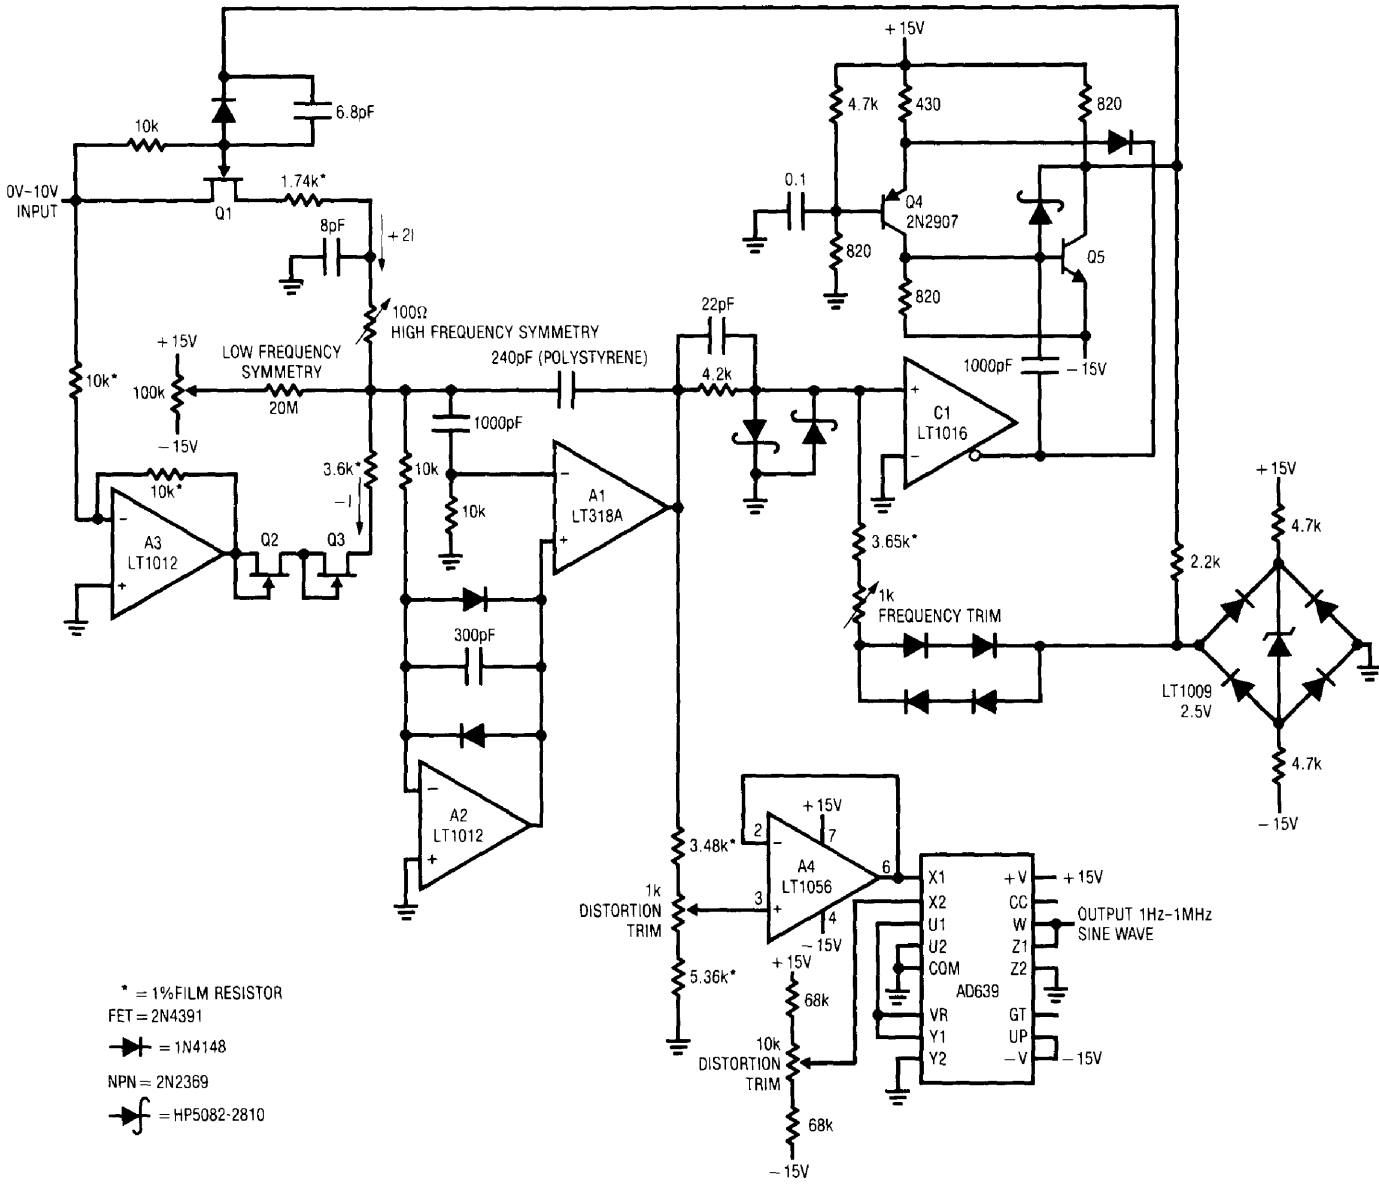 +15V
6.8pF
10k
4.7k
430
820
0V–10V
INPUT
Q1
1.74k*
8pF
+2I
0.1
Q4
2N2907
820
820
Q5
100Ω
HIGH FREQUENCY SYMMETRY
22pF
+15V
LOW FREQUENCY
SYMMETRY
240pF (POLYSTYRENE)
4.2k
1000pF
–15V
10k*
100k
20M
–15V
1000pF
+
C1
LT1016
–
3.6k*
–I
10k
10k*
–
A1
LT318A
+
10k
+15V
4.7k
–
A3
LT1012
+
Q2
Q3
3.65k*
2.2k
1k
FREQUENCY TRIM
300pF
LT1009
2.5V
4.7k
–15V
–
A2
LT1012
+
3.48k*
1k
DISTORTION
TRIM
5.36k*
+15V
2
–
7
A4
LT1056
6
3
+
4
–15V
X1
X2
U1
U2
COM
VR
Y1
Y2
AD639
+V
CC
W
Z1
Z2
GT
UP
–V
+15V
OUTPUT 1Hz–1MHz
SINE WAVE
–15V
+15V
68k
10k
DISTORTION
TRIM
68k
–15V
* = 1% FILM RESISTOR
FET = 2N4391
= 1N4148
NPN = 2N2369
= HP5082-2810